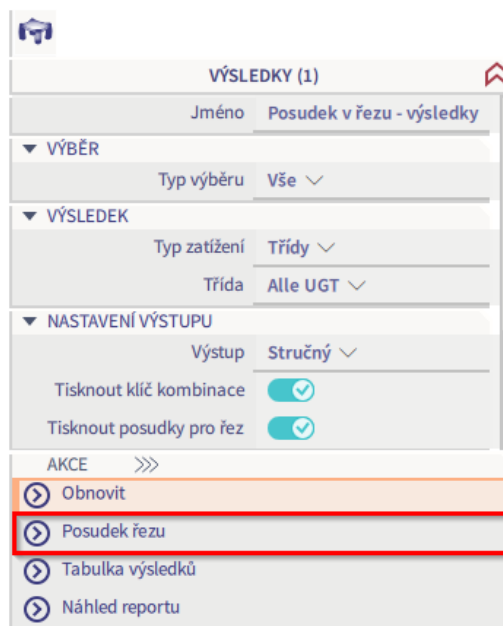 VÝSLEDKY (1)
Jméno Posudek v řezu - výsledky
VÝBĚR
Typ výběru Vše
VÝSLEDEK
Typ zatížení Třídy
Třída Alle UGT
NASTAVENÍ VÝSTUPU
Výstup Stručný
Tisknout klíč kombinace
Tisknout posudky pro řez
AKCE >>>
Obnovit
Posudek řezu
Tabulka výsledků
Náhled reportu